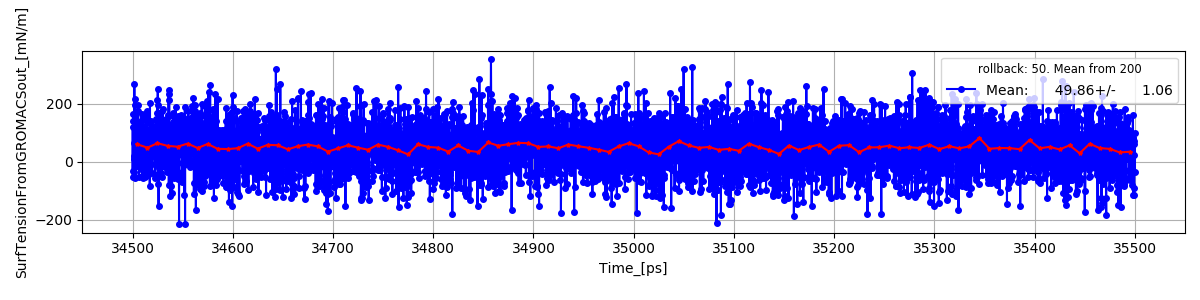 SurfTensionFromGROMACSout_[mN/m]
200
0
−200
rollback: 50. Mean from 200
Mean: 49.86+/- 1.06
34500 34600 34700 34800 34900 35000 35100 35200 35300 35400 35500
Time_[ps]